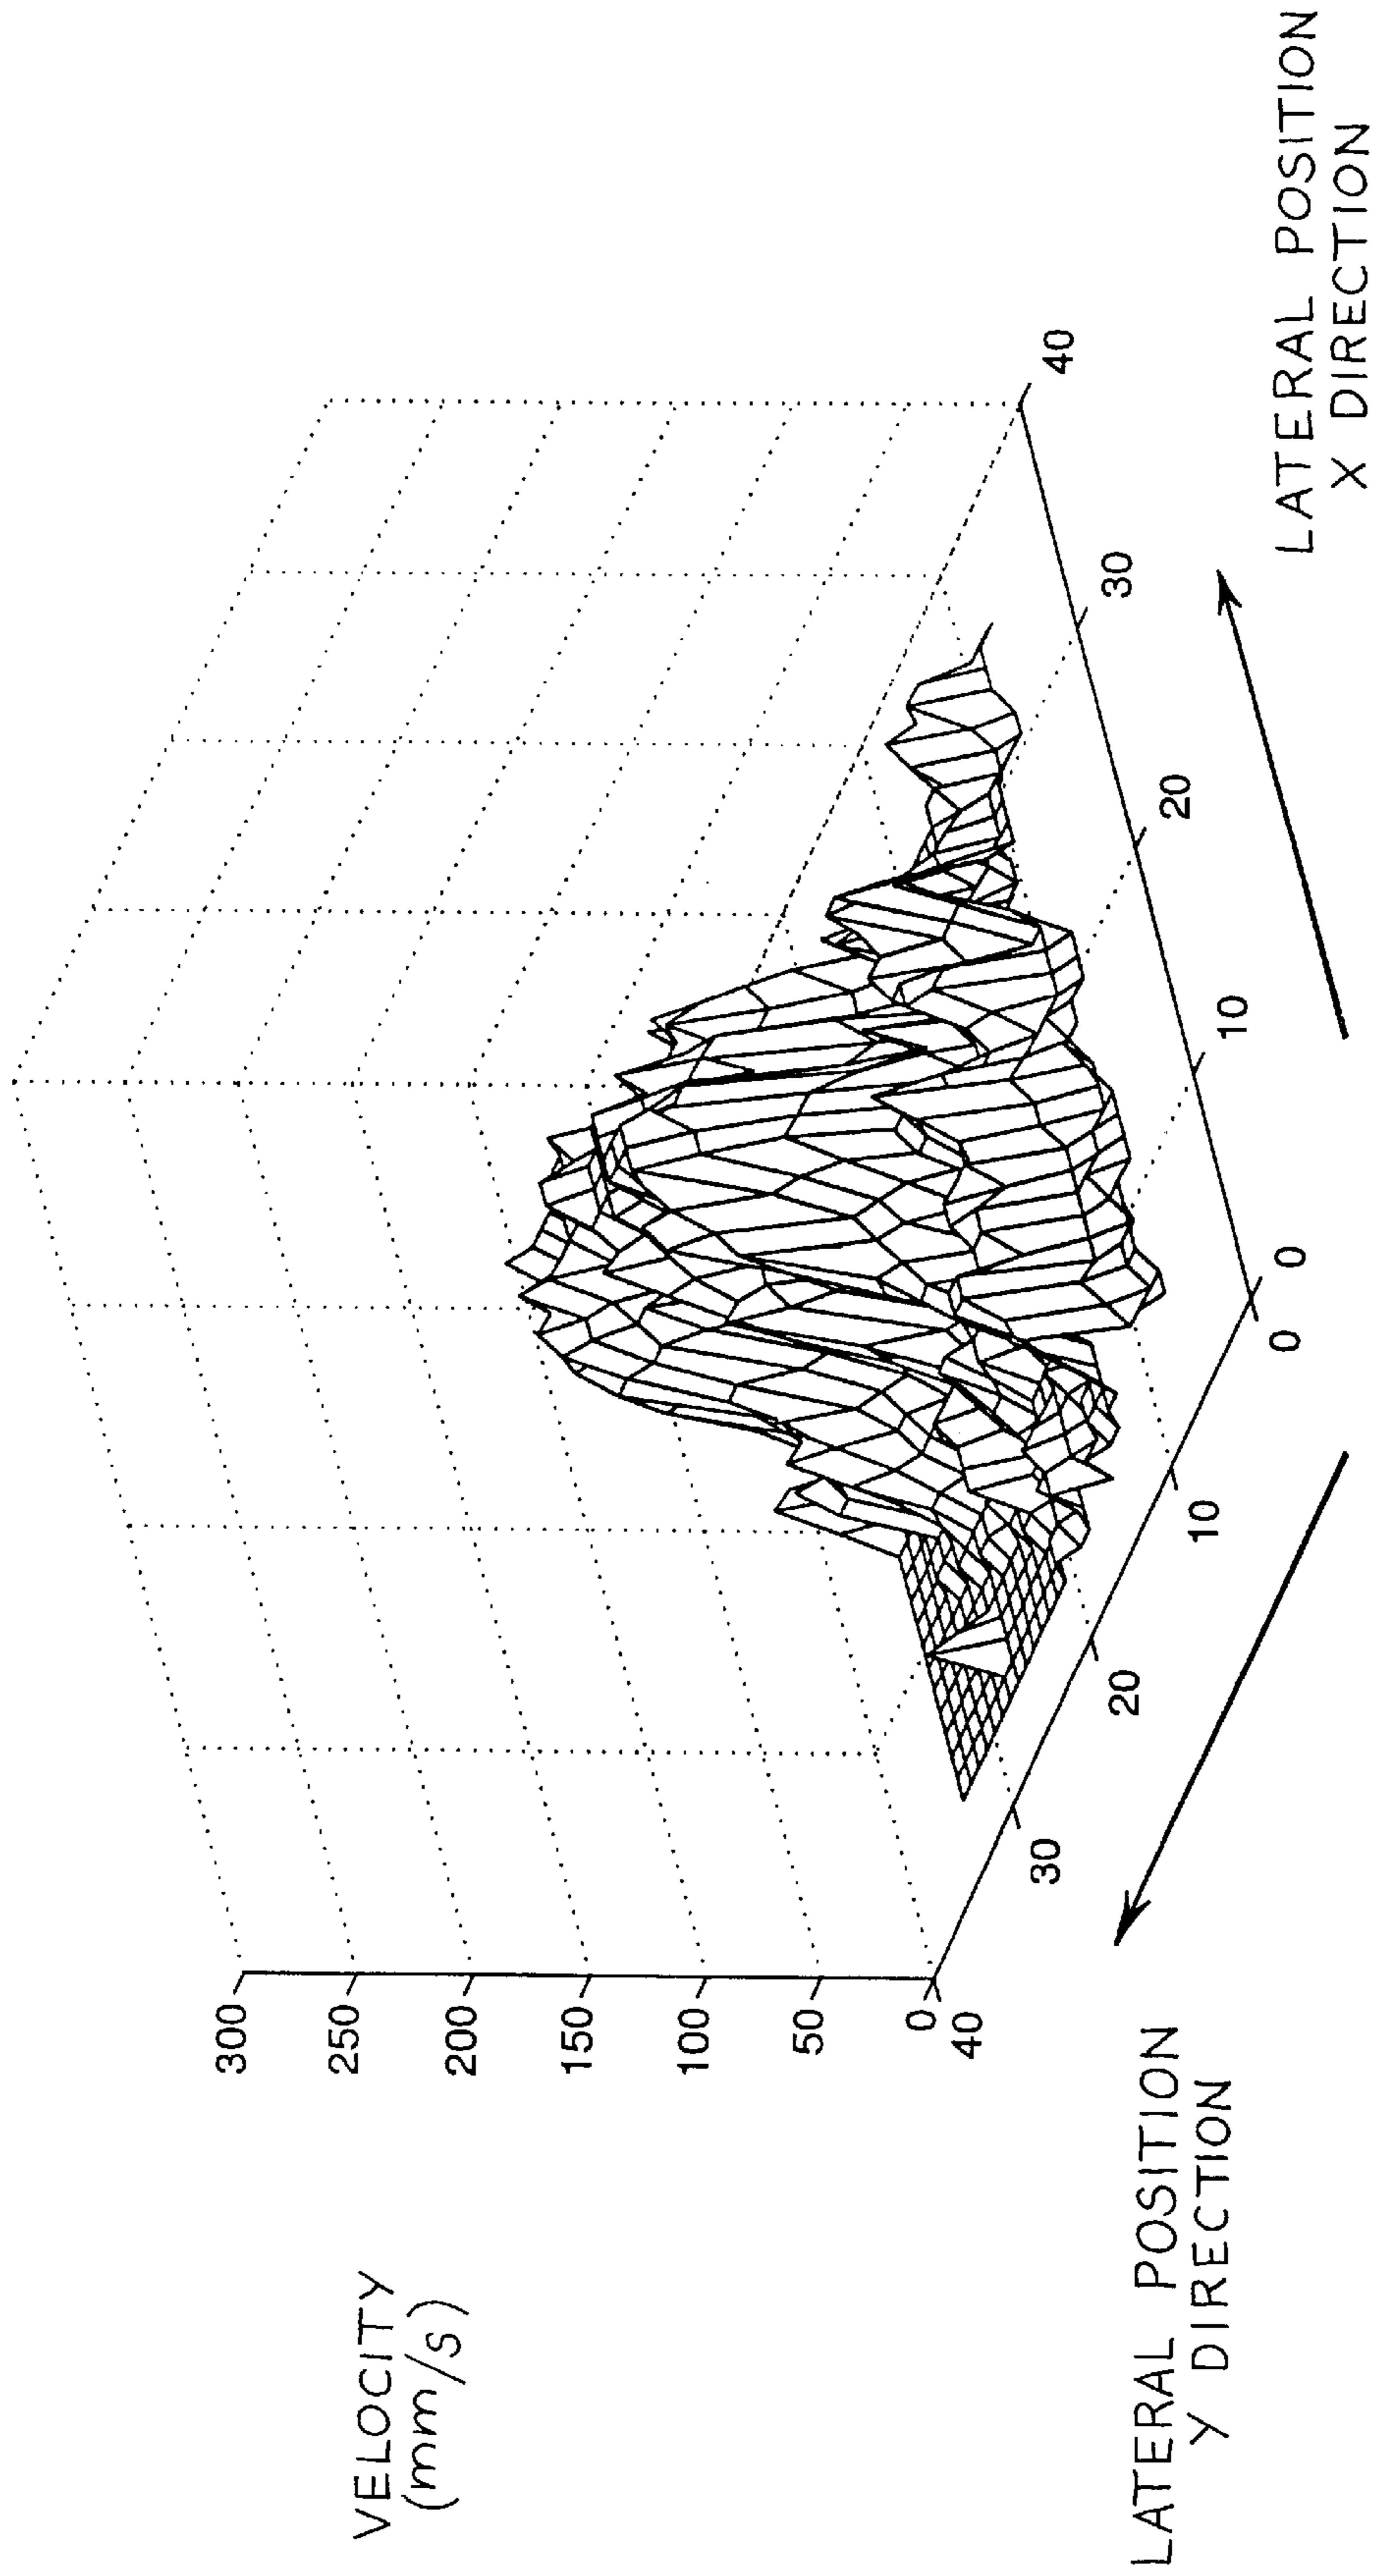 VELOCITY
(mm/s)
300
250
200
150
100
50
0
40
30
20
10
0
0
10
20
30
40
LATERAL POSITION
Y DIRECTION
LATERAL POSITION
X DIRECTION